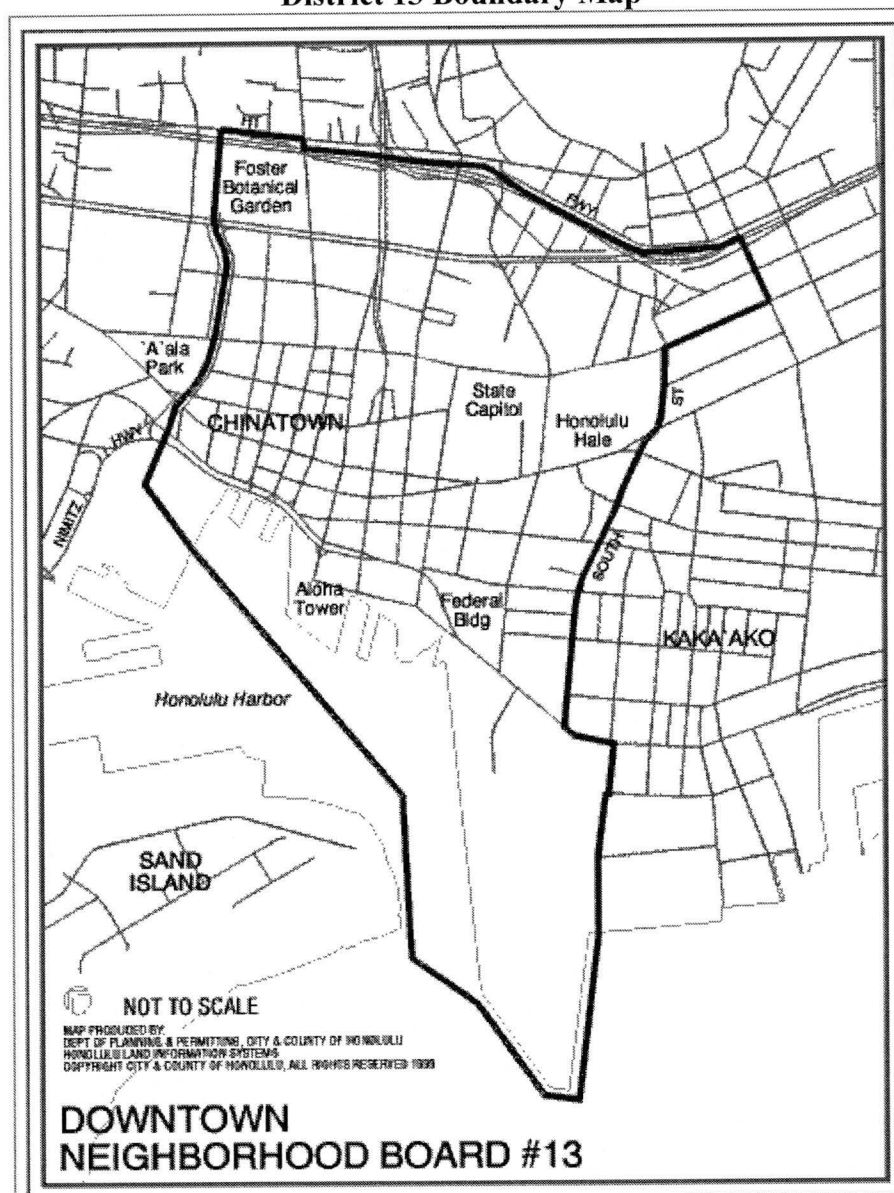 District 13 Boundary Map
H1
FWY
Foster
Botanical
Garden
'A'ala
Park
CHINATOWN
State
Capitol
Honolulu
Hale
ST
HWY
NIMITZ
SOUTH
Aloha
Tower
Federal
Bldg
KAKA'AKO
Honolulu Harbor
SAND
ISLAND
NOT TO SCALE
MAP PRODUCED BY:
DEPT OF PLANNING & PERMITTING, CITY & COUNTY OF HONOLULU
HONOLULU LAND INFORMATION SYSTEMS
COPYRIGHT CITY & COUNTY OF HONOLULU, ALL RIGHTS RESERVED 1999
DOWNTOWN
NEIGHBORHOOD BOARD #13